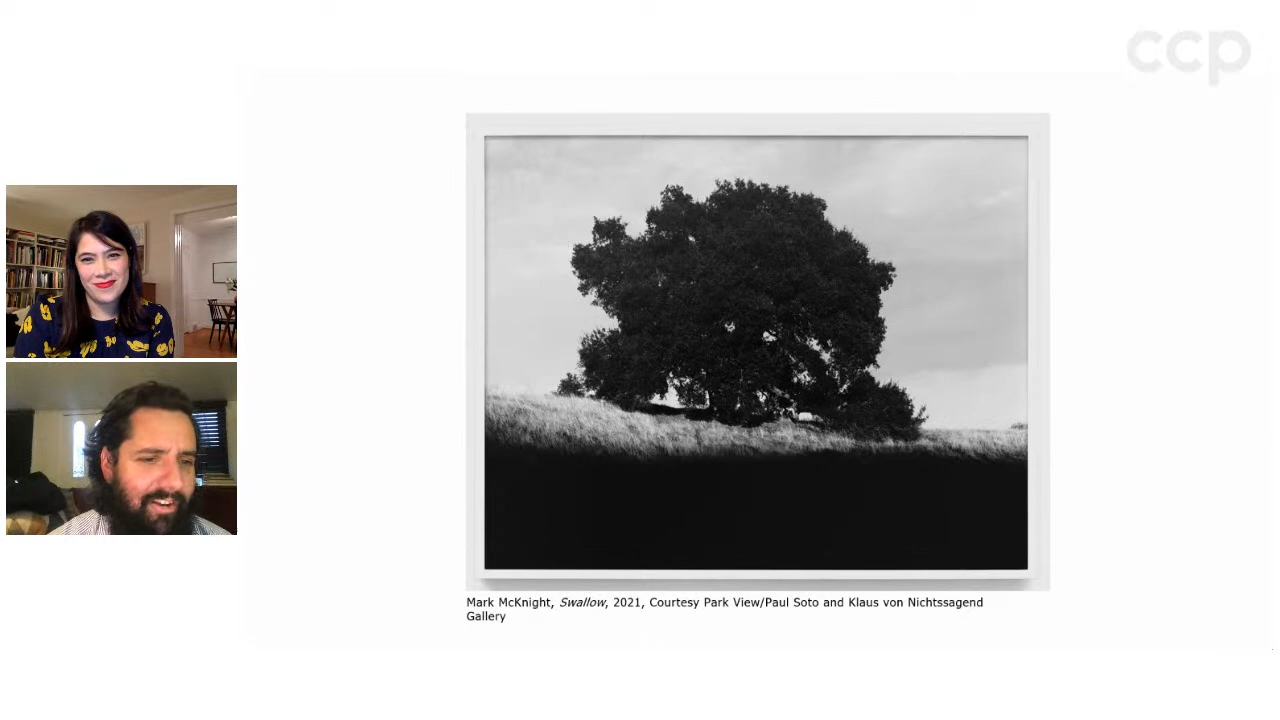 ccp
Mark McKnight, Swallow, 2021, Courtesy Park View/Paul Soto and Klaus von Nichtssagend
Gallery